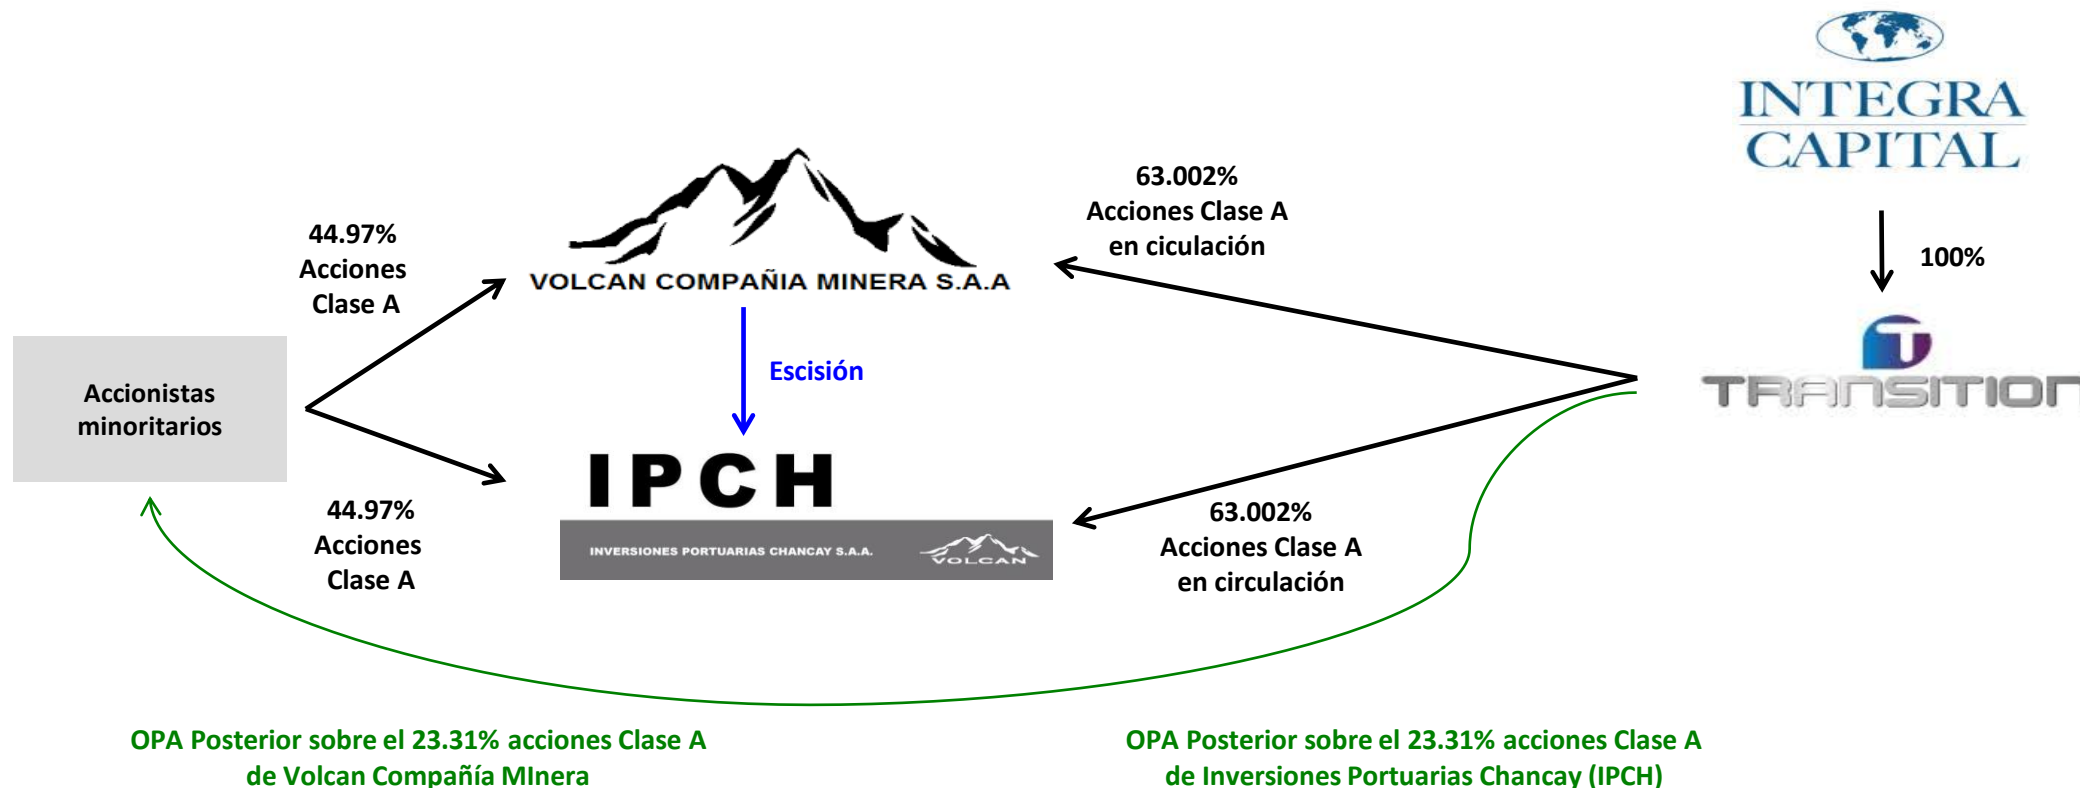 INTEGRA
CAPITAL
100%
TRANSITION
63.002%
Acciones Clase A
en ciculación
44.97%
Acciones
Clase A
VOLCAN COMPAÑIA MINERA S.A.A
Escisión
Accionistas
minoritarios
IPCH
INVERSIONES PORTUARIAS CHANCAY S.A.A.
VOLCAN
44.97%
Acciones
Clase A
63.002%
Acciones Clase A
en circulación
OPA Posterior sobre el 23.31% acciones Clase A
de Volcan Compañía MInera
OPA Posterior sobre el 23.31% acciones Clase A
de Inversiones Portuarias Chancay (IPCH)